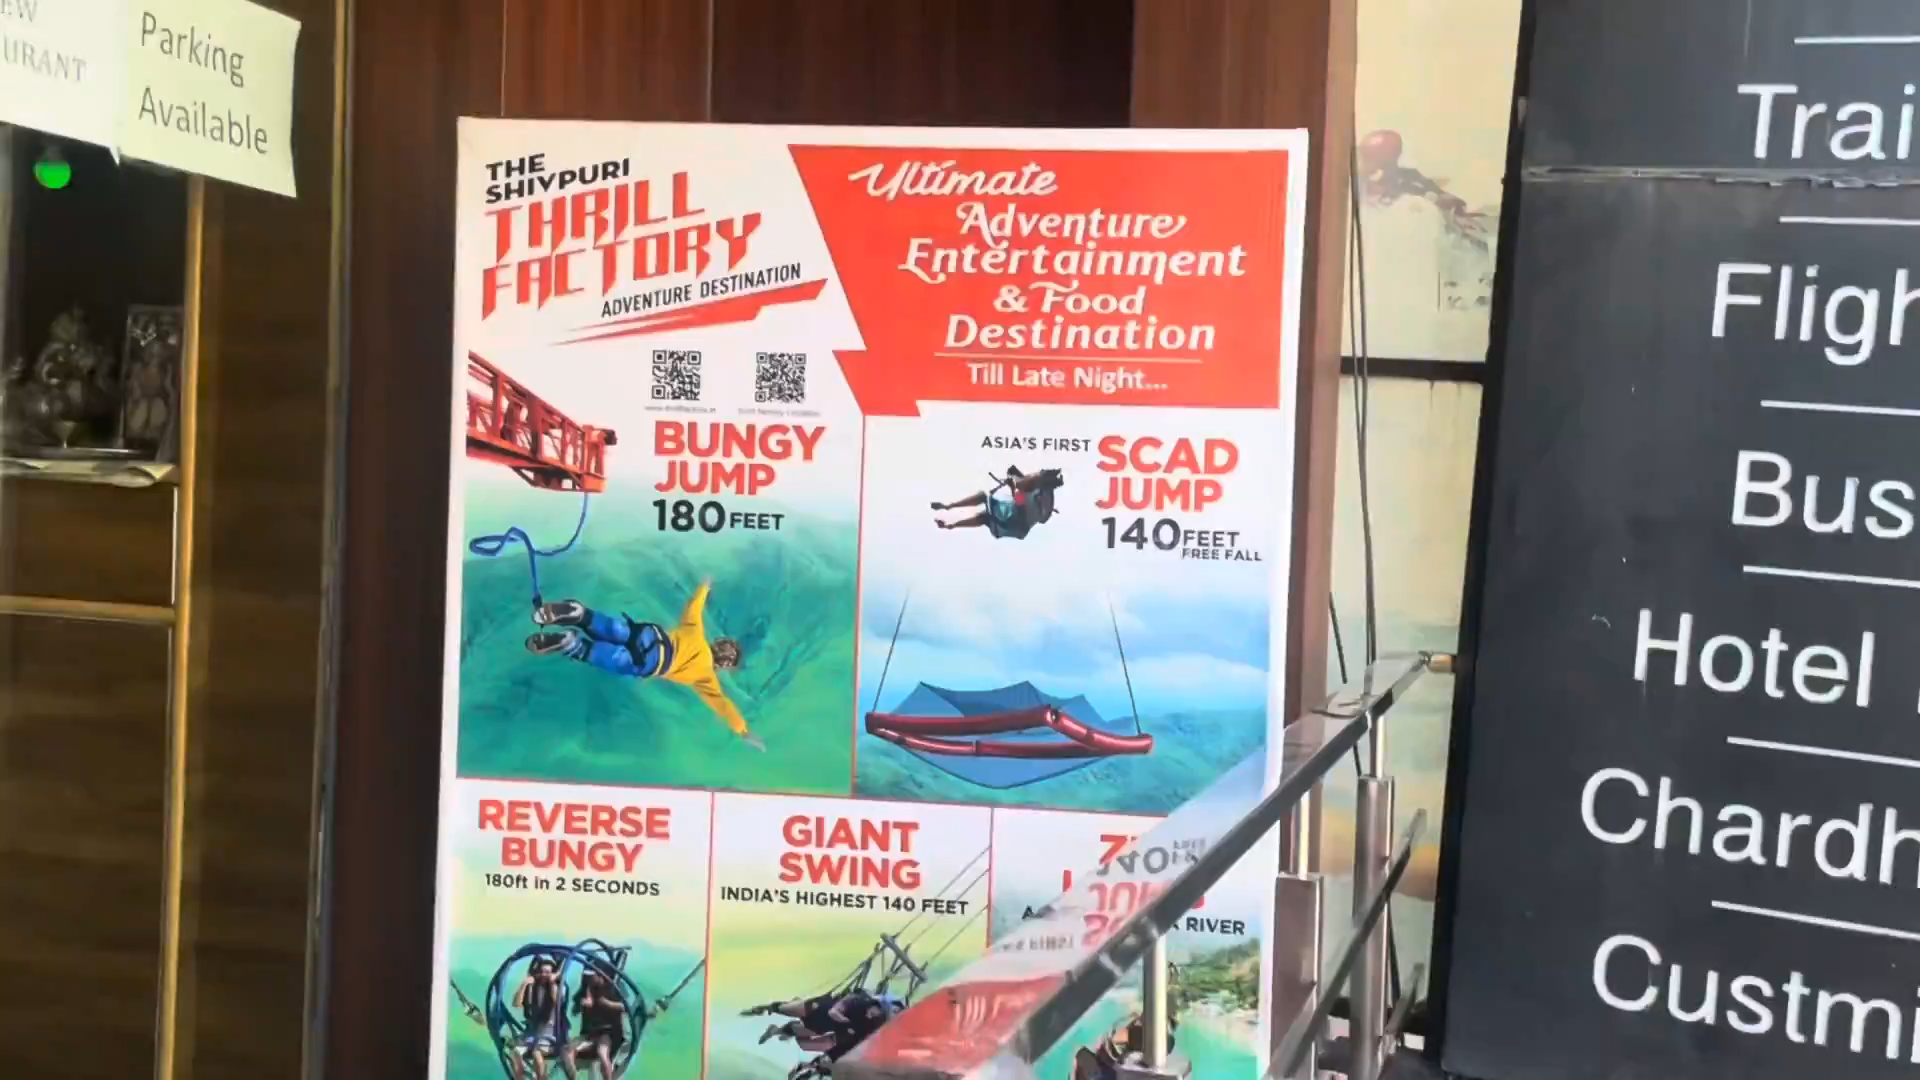 Parking
Available
THE
SHIVPURI
THRILL
FACTORY
ADVENTURE DESTINATION
Ultimate
Adventure
Entertainment
& Food
Destination
Till Late Night...
BUNGY
JUMP
180 FEET
ASIA'S FIRST
SCAD
JUMP
140 FEET
FREE FALL
REVERSE
BUNGY
180ft in 2 SECONDS
GIANT
SWING
INDIA'S HIGHEST 140 FEET
RIVER
Trai
Fligh
Bus
Hotel
Chardh
Custmi